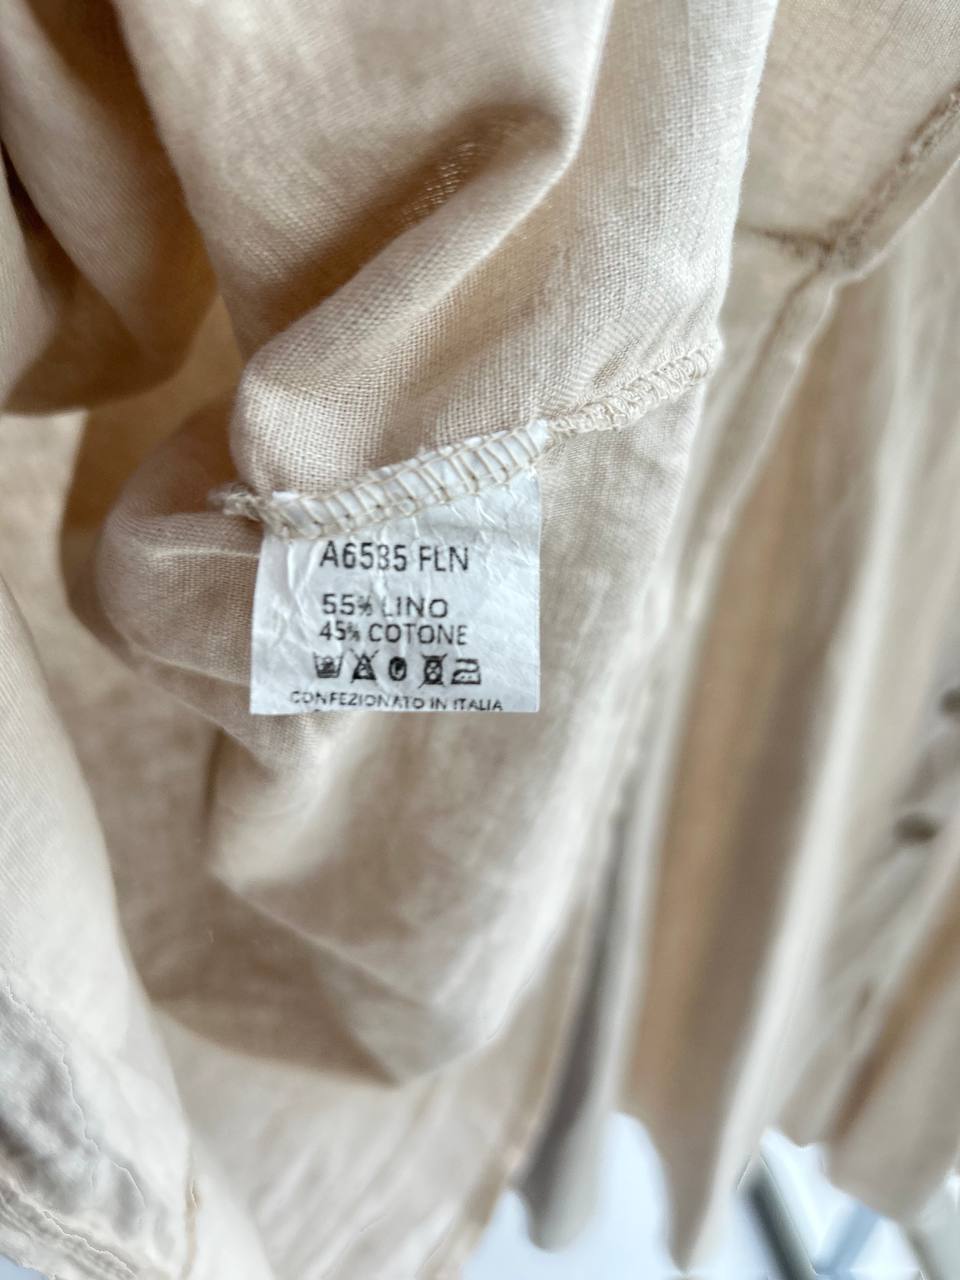 A6585 FLN
55% LINO
45% COTONE
CONFEZIONATO IN ITALIA